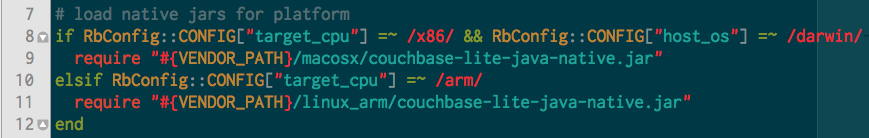 7 # load native jars for platform
8 if RbConfig::CONFIG["target_cpu"] =~ /x86/ && RbConfig::CONFIG["host_os"] =~ /darwin/
9   require "#{VENDOR_PATH}/macosx/couchbase-lite-java-native.jar"
10 elsif RbConfig::CONFIG["target_cpu"] =~ /arm/
11   require "#{VENDOR_PATH}/linux_arm/couchbase-lite-java-native.jar"
12 end